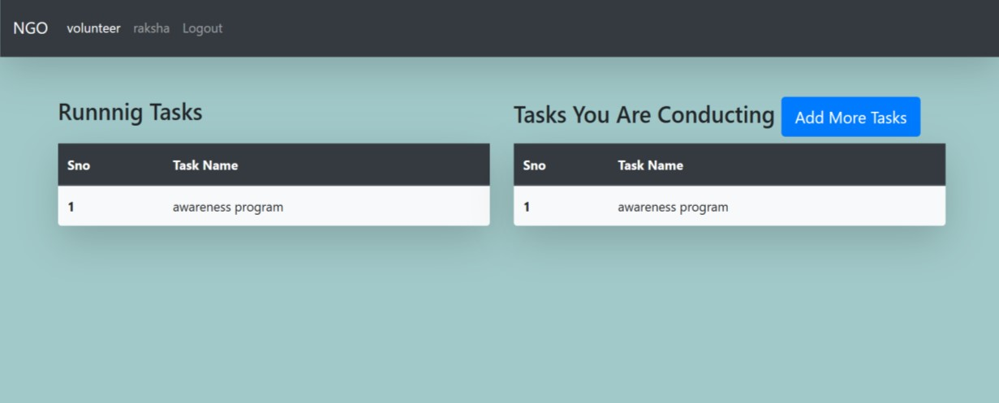 NGO volunteer raksha Logout
Runnnig Tasks
Sno Task Name
1 awareness program
Tasks You Are Conducting Add More Tasks
Sno Task Name
1 awareness program